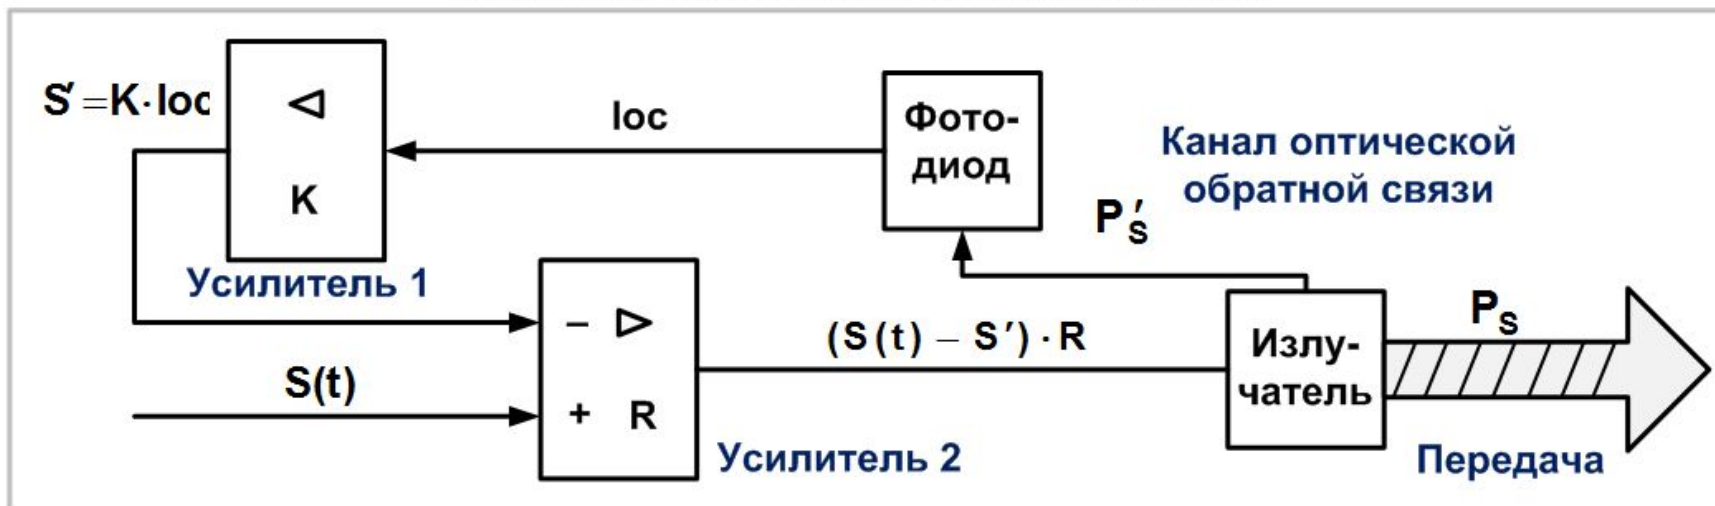 S′=K·Ioc
◁
K
Усилитель 1
Ioc
Фото-
диод
Канал оптической
обратной связи
P′S
– ▷
+ R
S(t)
Усилитель 2
(S(t) – S′)·R
Излу-
чатель
PS
Передача